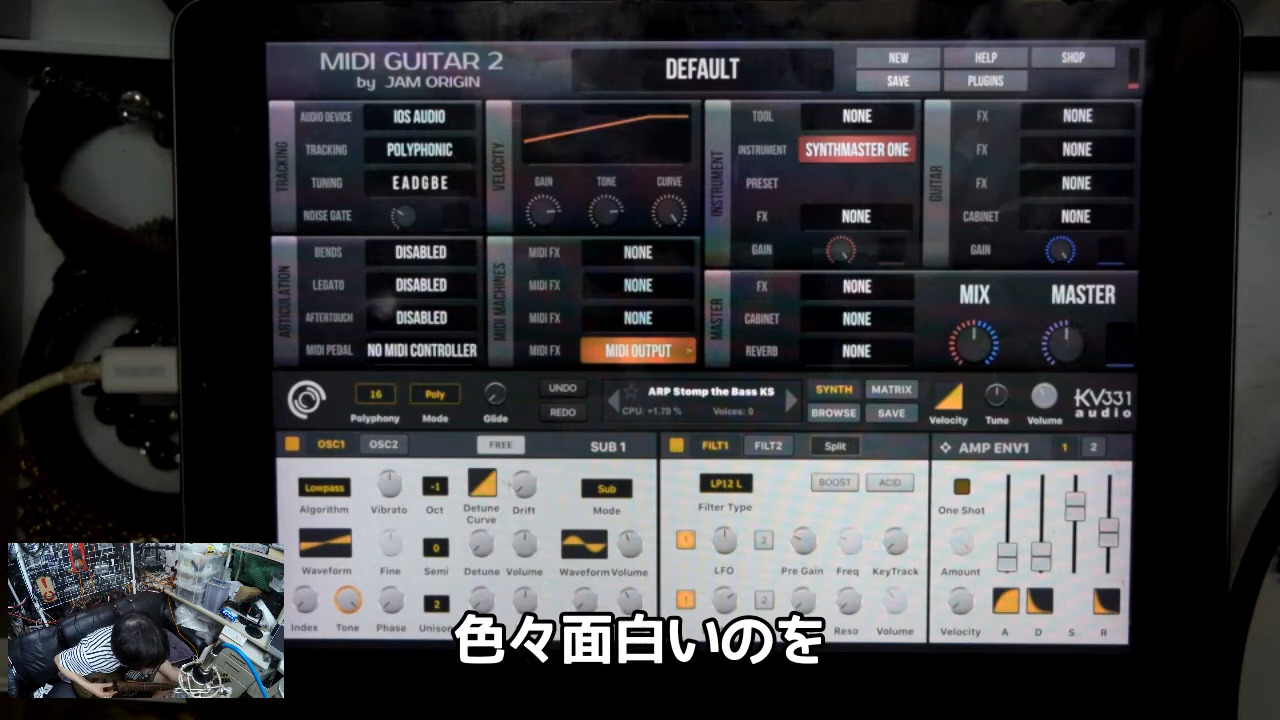 MIDI GUITAR 2
by JAM ORIGIN
DEFAULT
NEW
HELP
SHOP
SAVE
PLUGINS
TRACKING
AUDIO DEVICE
IOS AUDIO
TRACKING
POLYPHONIC
TUNING
E A D G B E
NOISE GATE
VELOCITY
GAIN
TONE
CURVE
INSTRUMENT
TOOL
NONE
INSTRUMENT
SYNTHMASTER ONE
PRESET
FX
NONE
GAIN
GUITAR
FX
NONE
FX
NONE
FX
NONE
CABINET
NONE
GAIN
ARTICULATION
BENDS
DISABLED
LEGATO
DISABLED
AFTERTOUCH
DISABLED
MIDI PEDAL
NO MIDI CONTROLLER
MIDI MACHINES
MIDI FX
NONE
MIDI FX
NONE
MIDI FX
NONE
MIDI FX
MIDI OUTPUT >
MASTER
FX
NONE
CABINET
NONE
REVERB
NONE
MIX
MASTER
16
Polyphony
Poly
Mode
Glide
UNDO
REDO
ARP Stomp the Bass KS
CPU: +1.70 %
Voices: 0
SYNTH
MATRIX
BROWSE
SAVE
Velocity
Tune
Volume
KV331
audio
OSC1
OSC2
FREE
SUB 1
Lowpass
Algorithm
Vibrato
-1
Oct
Detune
Curve
Drift
Sub
Mode
Waveform
Fine
0
Semi
Detune
Volume
Waveform
Volume
Index
Tone
Phase
2
Unison
FILT1
FILT2
Split
LP12 L
Filter Type
BOOST
ACID
1
2
LFO
Pre Gain
Freq
KeyTrack
1
2
Reso
Volume
AMP ENV1
1
2
One Shot
Amount
Velocity
A
D
S
R
色々面白いのを